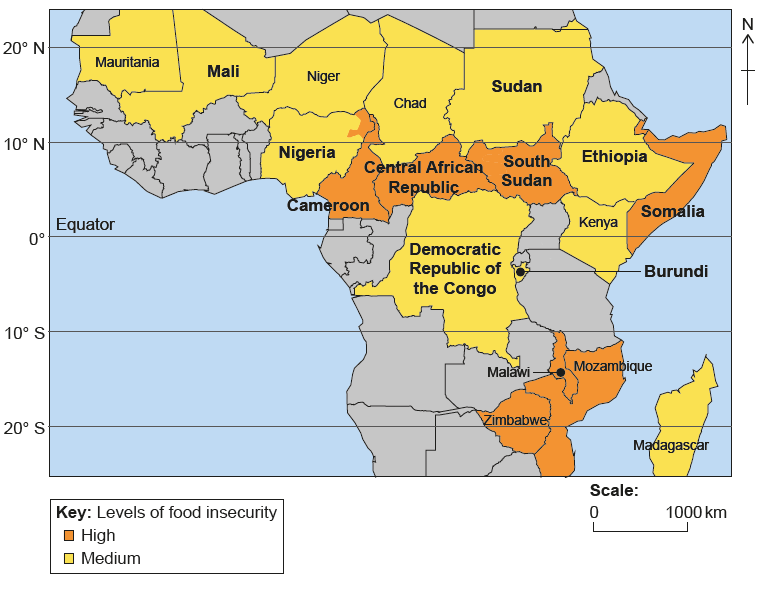 N
20° N
Mauritania
Mali
Niger
Chad
Sudan
10° N
Nigeria
Central African
Republic
South
Sudan
Ethiopia
Cameroon
Somalia
Equator
Kenya
0°
Democratic
Republic of
the Congo
Burundi
10° S
Malawi
Mozambique
Zimbabwe
20° S
Madagascar
Scale:
0 1000 km
Key: Levels of food insecurity
High
Medium